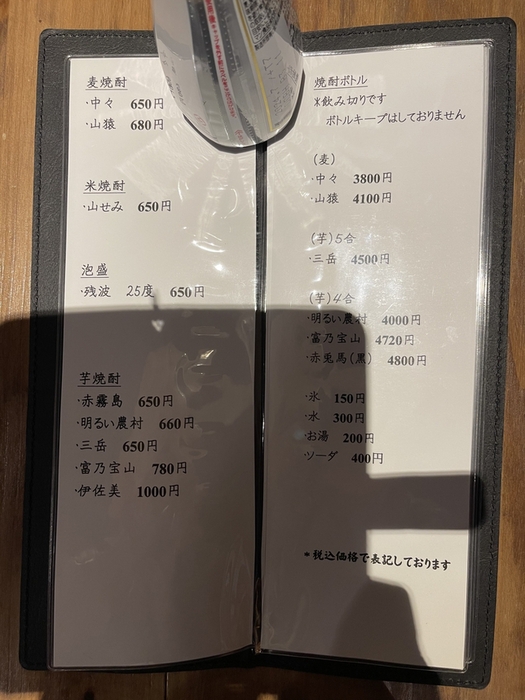 麦焼酎
・中々 650円
・山猿 680円
米焼酎
・山せみ 650円
泡盛
・残波 25度 650円
芋焼酎
・赤霧島 650円
・明るい農村 660円
・三岳 650円
・富乃宝山 780円
・伊佐美 1000円
焼酎ボトル
*飲み切りです
ボトルキープはしておりません
(麦)
・中々 3800円
・山猿 4100円
(芋)5合
・三岳 4500円
(芋)4合
・明るい農村 4000円
・富乃宝山 4720円
・赤兎馬(黒) 4800円
・氷 150円
・水 300円
・お湯 200円
・ソーダ 400円
*税込価格で表記しております